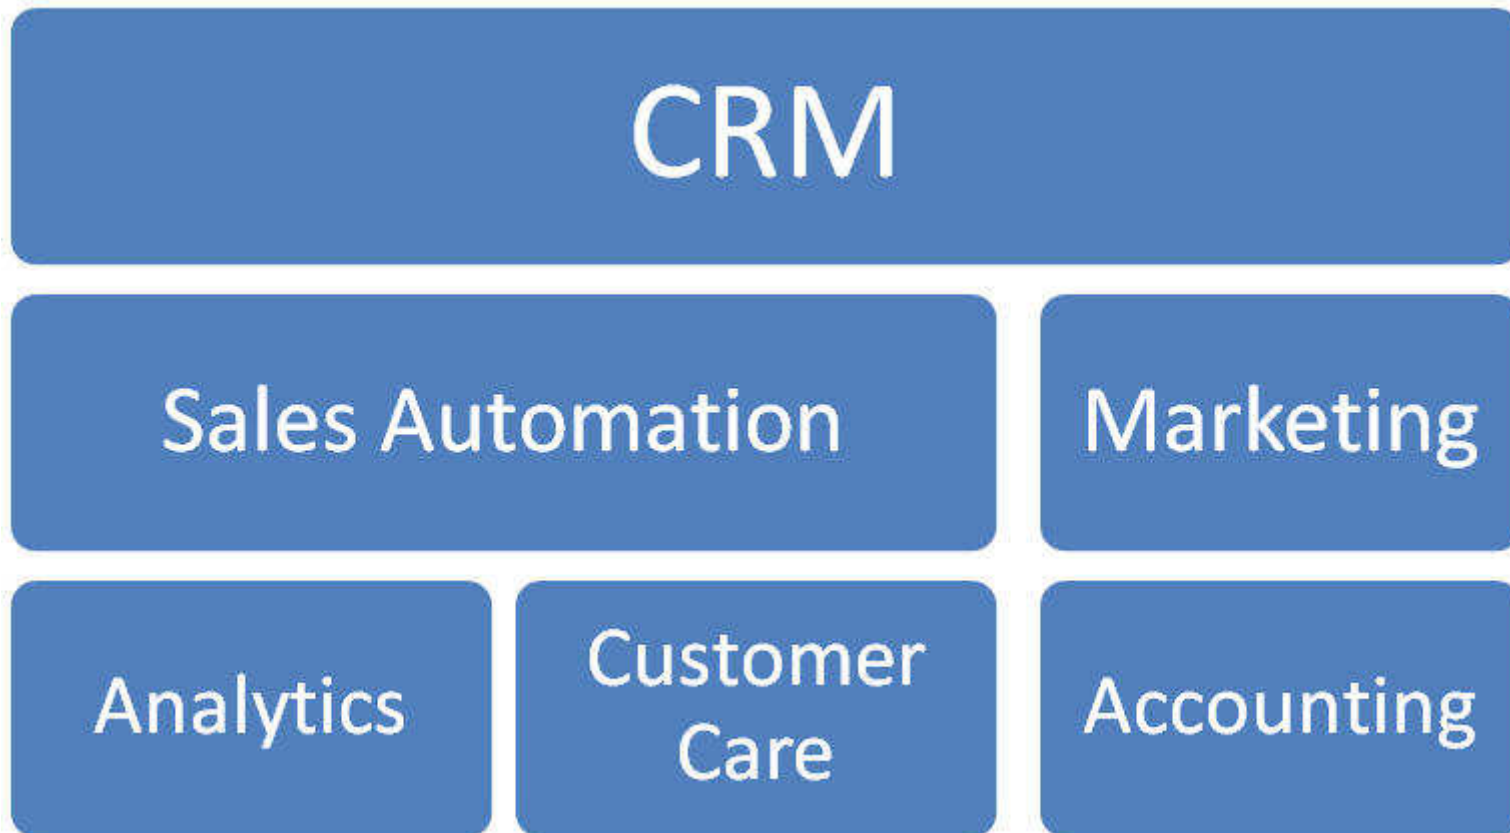 CRM
Sales Automation
Marketing
Analytics
Customer
Care
Accounting